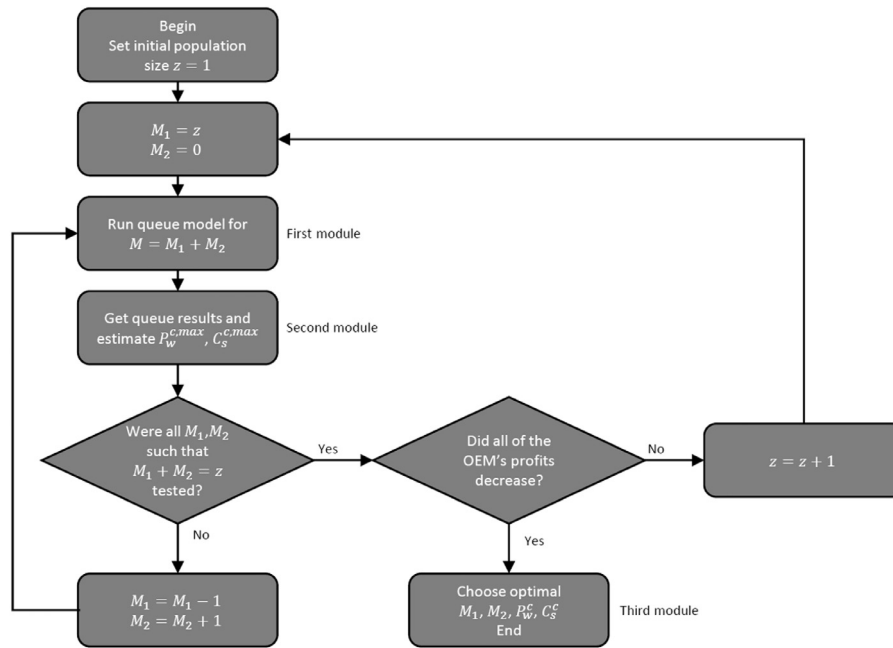 Begin
Set initial population
size z = 1
M₁ = z
M₂ = 0
Run queue model for
M = M₁ + M₂
First module
Get queue results and
estimate P_w^{c,max}, C_s^{c,max}
Second module
Were all M₁,M₂
such that
M₁ + M₂ = z
tested?
Yes
Did all of the
OEM's profits
decrease?
No
z = z + 1
No
Yes
M₁ = M₁ − 1
M₂ = M₂ + 1
Choose optimal
M₁, M₂, P_w^c, C_s^c
End
Third module